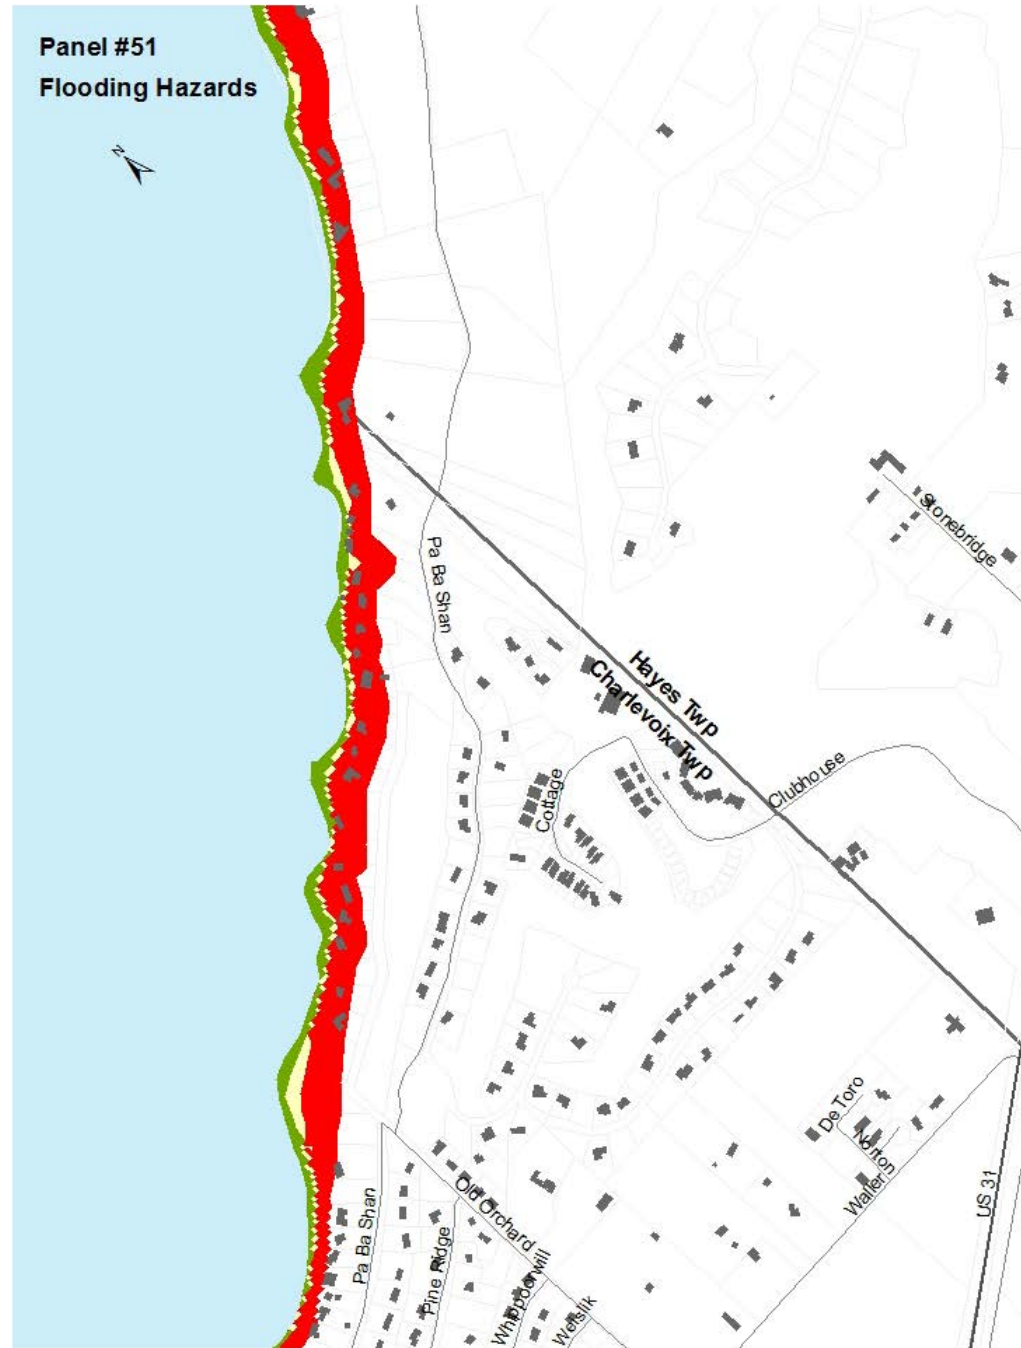 Panel #51
Flooding Hazards
N
Stonebridge
Pa Ba Shan
Hayes Twp
Charlevoix Twp
Clubhouse
Cottage
De Toro
Norton
Waller
US 31
Old Orchard
Pa Ba Shan
Pine Ridge
Whippoorwill
Welslik